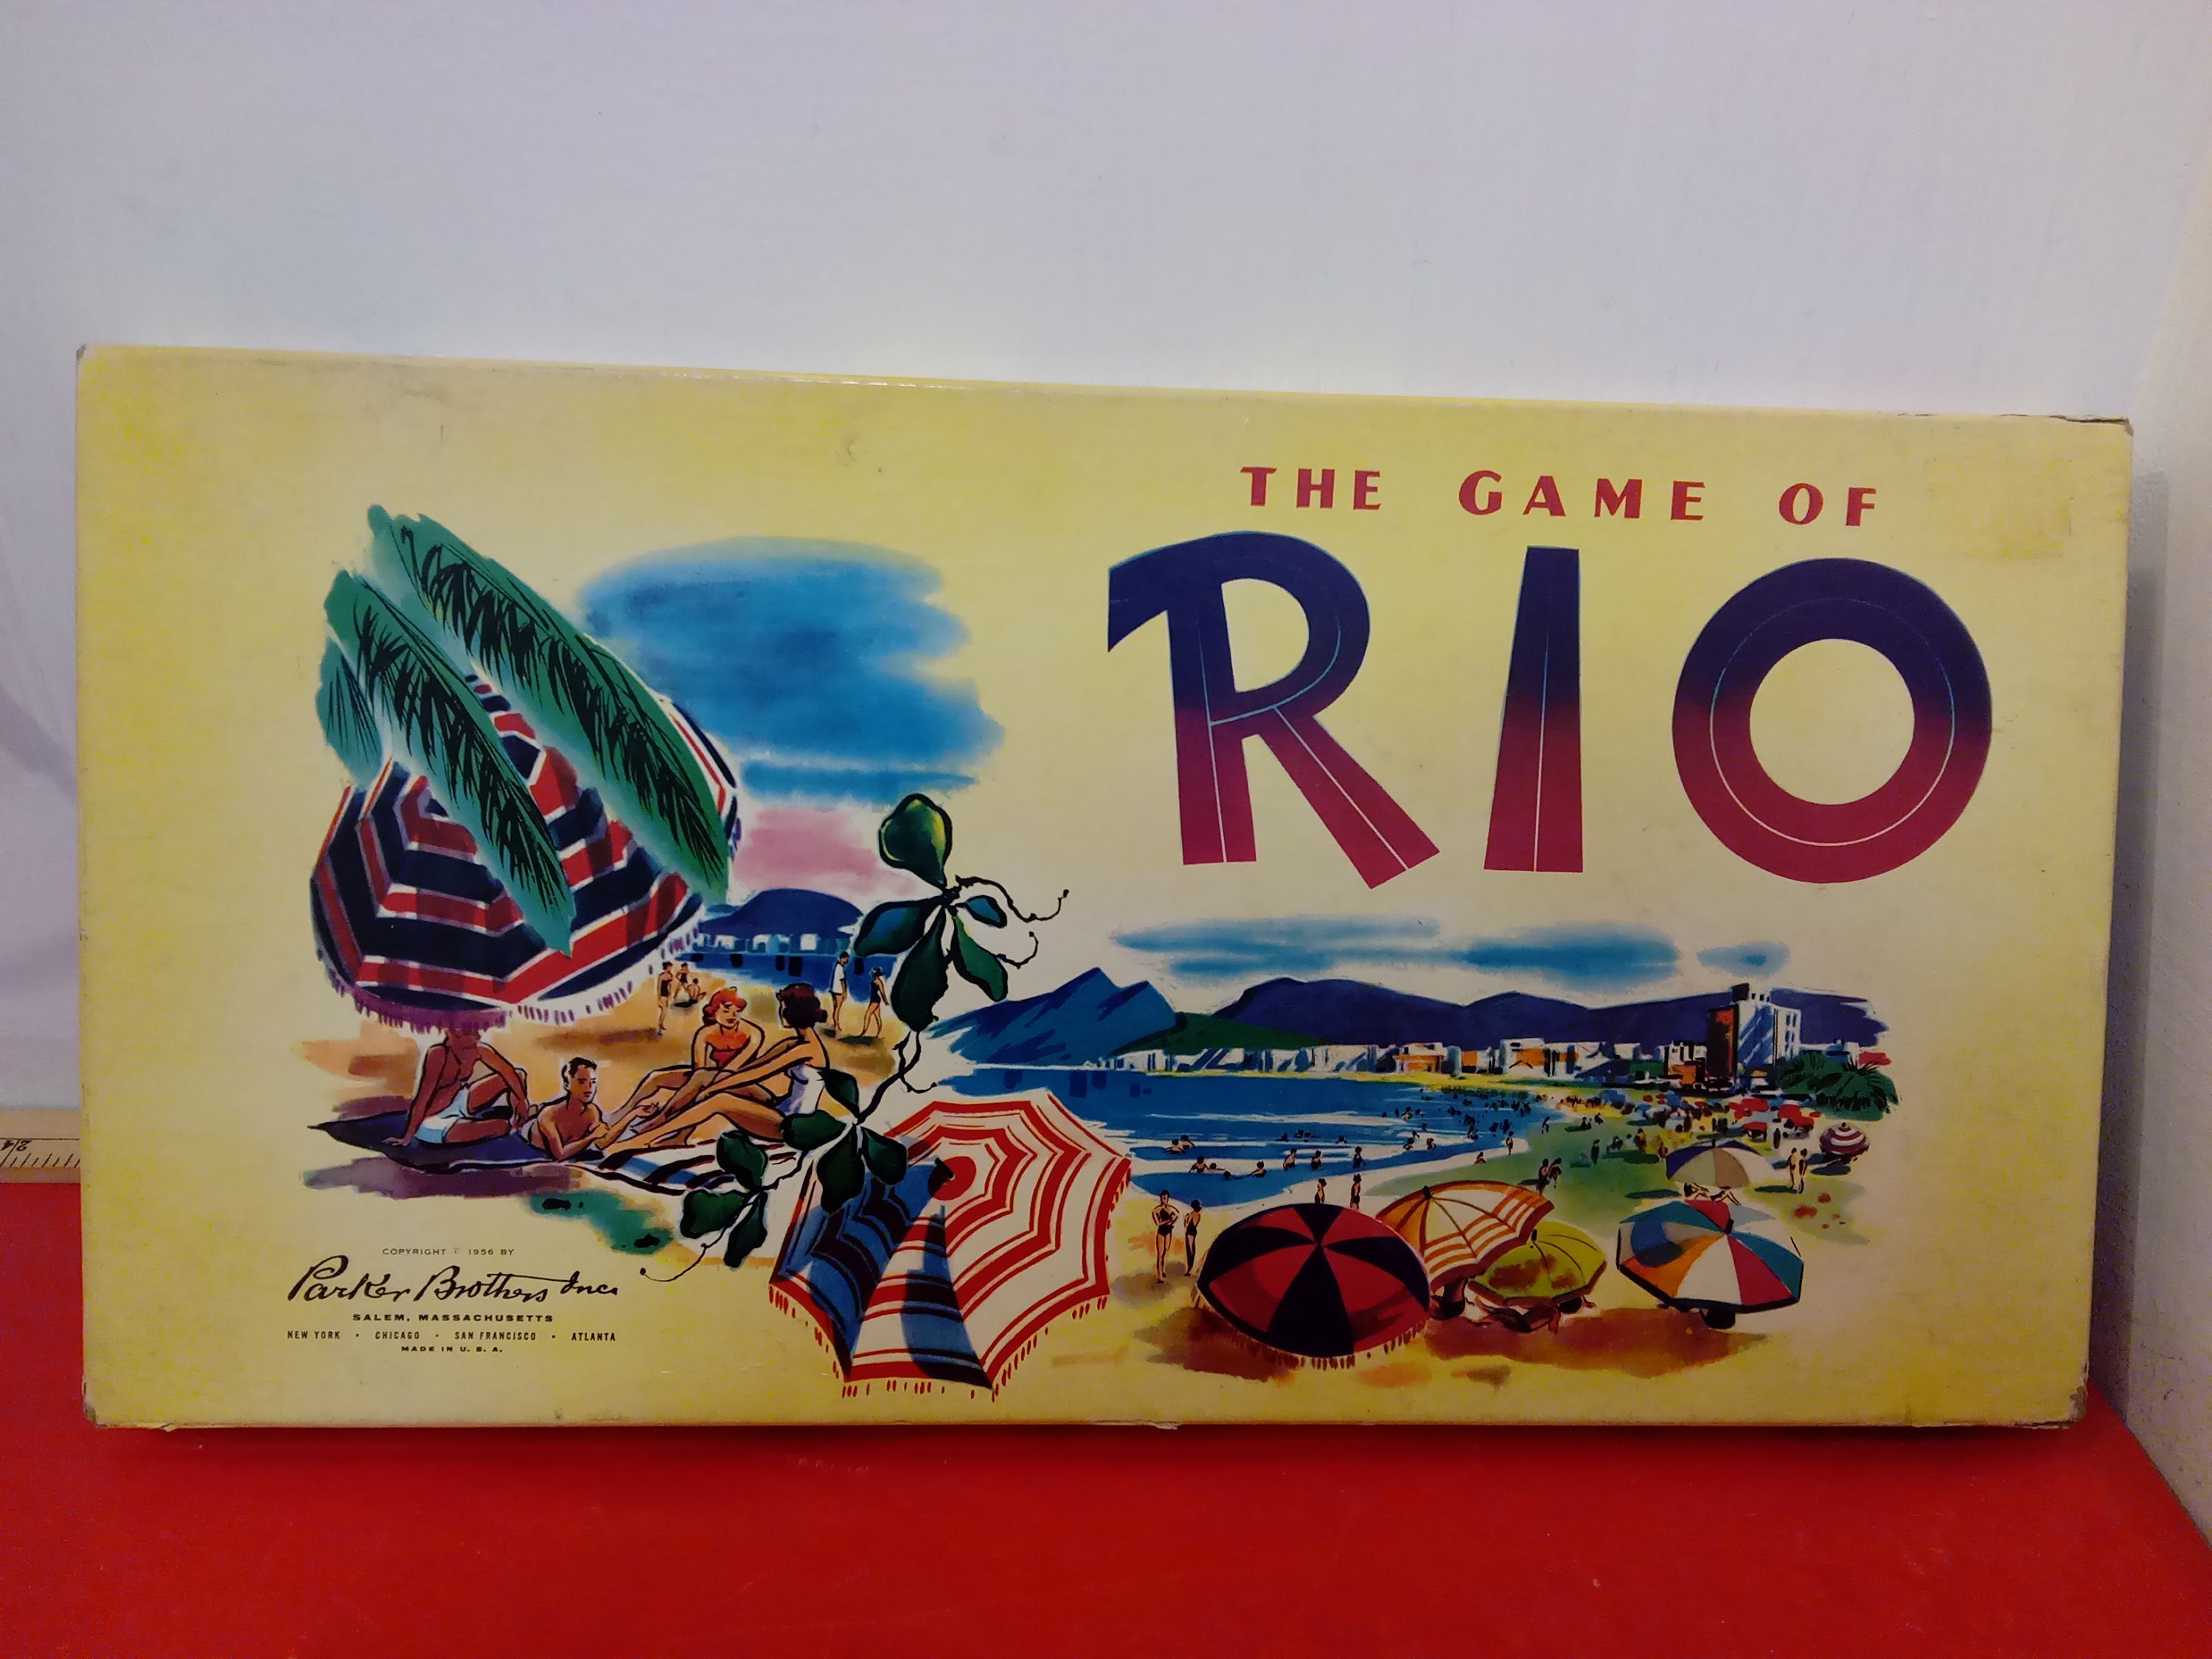 THE GAME OF
RIO
COPYRIGHT © 1956 BY
Parker Brothers Inc.
SALEM, MASSACHUSETTS
NEW YORK • CHICAGO • SAN FRANCISCO • ATLANTA
MADE IN U. S. A.
24